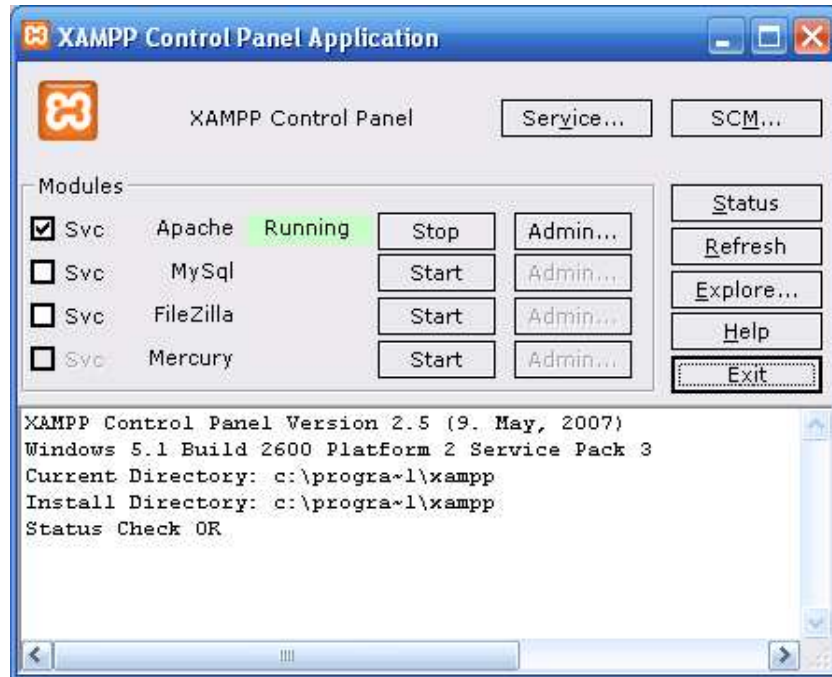 XAMPP Control Panel Application
XAMPP Control Panel Service... SCM...
Modules
Svc Apache Running Stop Admin...
Svc MySql Start Admin...
Svc FileZilla Start Admin...
Svc Mercury Start Admin...
Status
Refresh
Explore...
Help
Exit
XAMPP Control Panel Version 2.5 (9. May, 2007)
Windows 5.1 Build 2600 Platform 2 Service Pack 3
Current Directory: c:\progra~1\xampp
Install Directory: c:\progra~1\xampp
Status Check OK